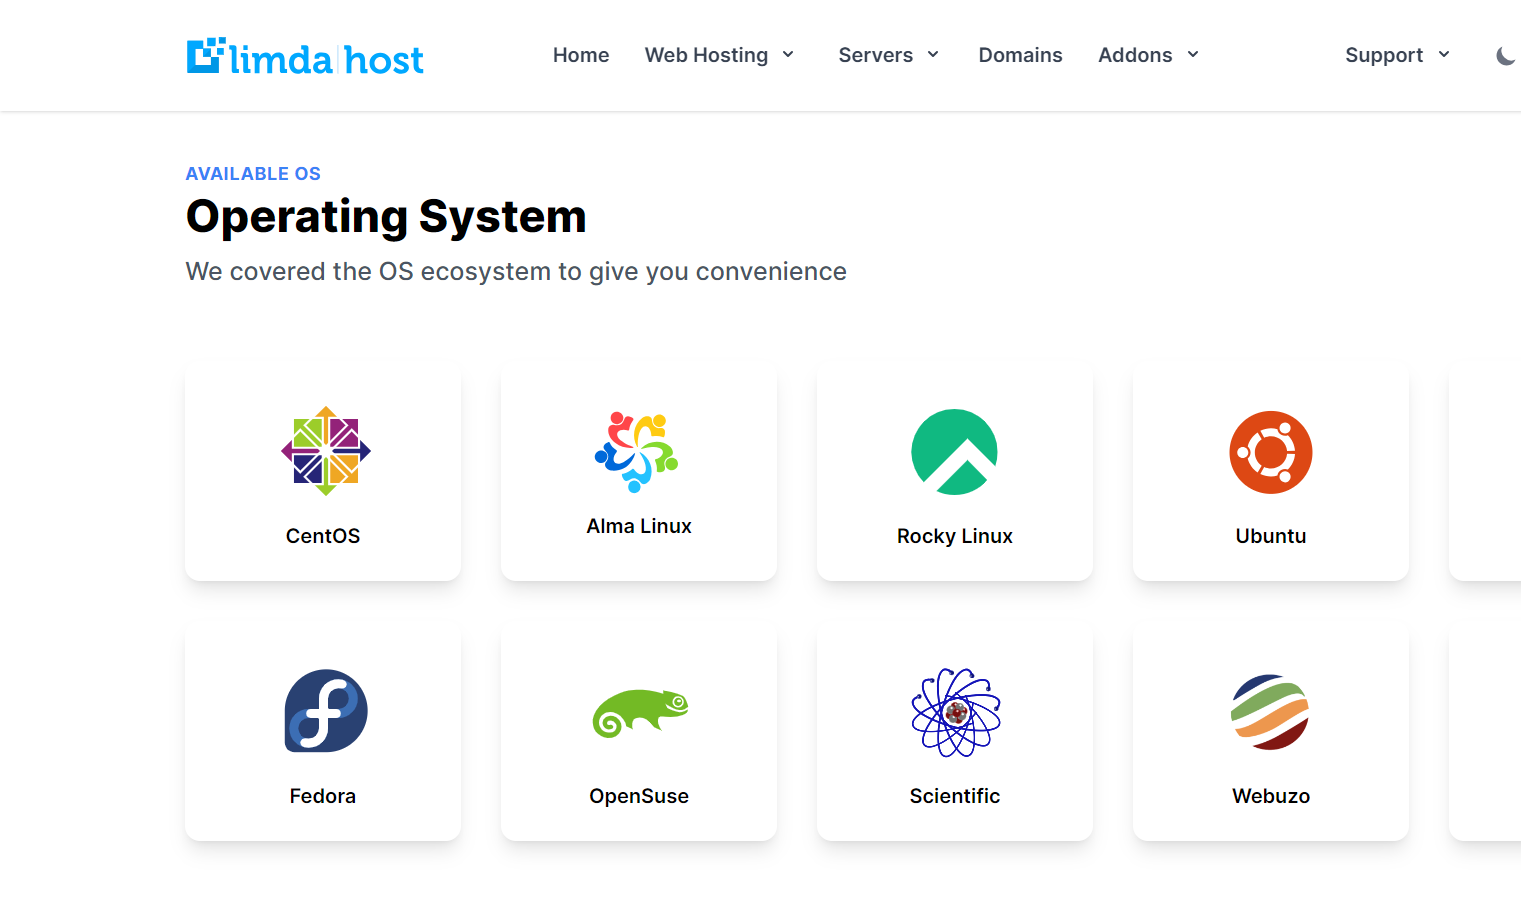 limda host
Home Web Hosting Servers Domains Addons Support
AVAILABLE OS
Operating System
We covered the OS ecosystem to give you convenience
CentOS Alma Linux Rocky Linux Ubuntu
Fedora OpenSuse Scientific Webuzo